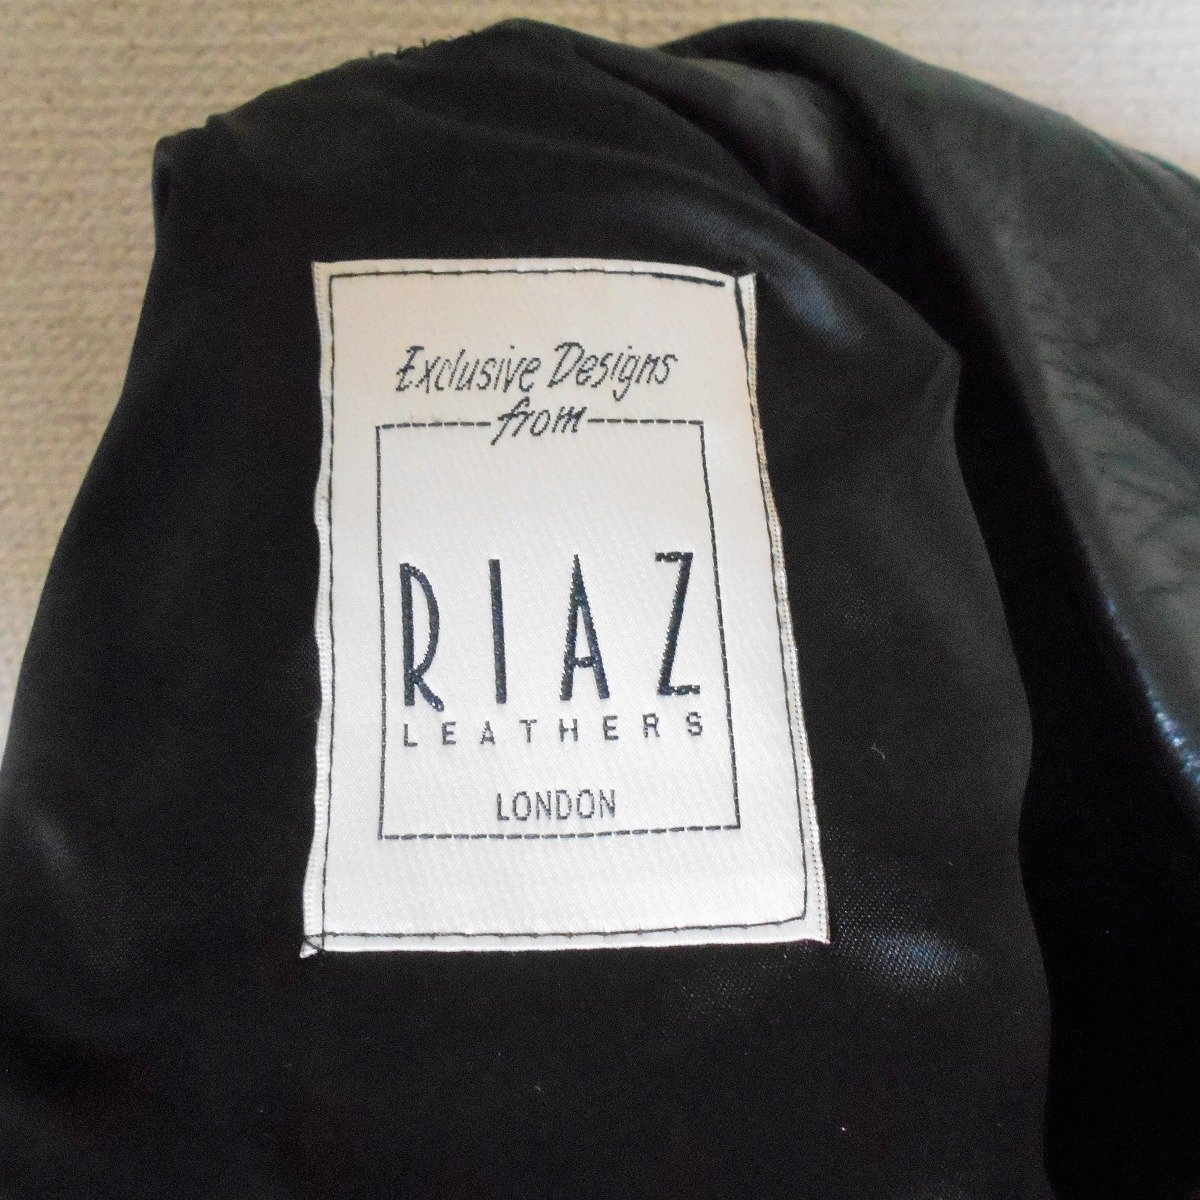 Exclusive Designs
from
RIAZ
LEATHERS
LONDON